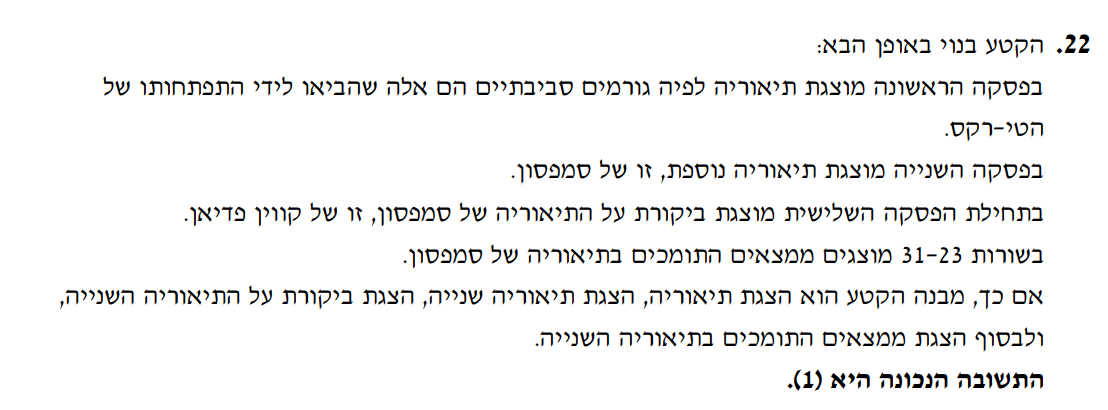 22. הקטע בנוי באופן הבא:
בפסקה הראשונה מוצגת תיאוריה לפיה גורמים סביבתיים הם אלה שהביאו לידי התפתחותו של
הטי-רקס.
בפסקה השנייה מוצגת תיאוריה נוספת, זו של סמפסון.
בתחילת הפסקה השלישית מוצגת ביקורת על התיאוריה של סמפסון, זו של קווין פדיאן.
בשורות 31-23 מוצגים ממצאים התומכים בתיאוריה של סמפסון.
אם כך, מבנה הקטע הוא הצגת תיאוריה, הצגת תיאוריה שנייה, הצגת ביקורת על התיאוריה השנייה,
ולבסוף הצגת ממצאים התומכים בתיאוריה השנייה.
התשובה הנכונה היא (1).